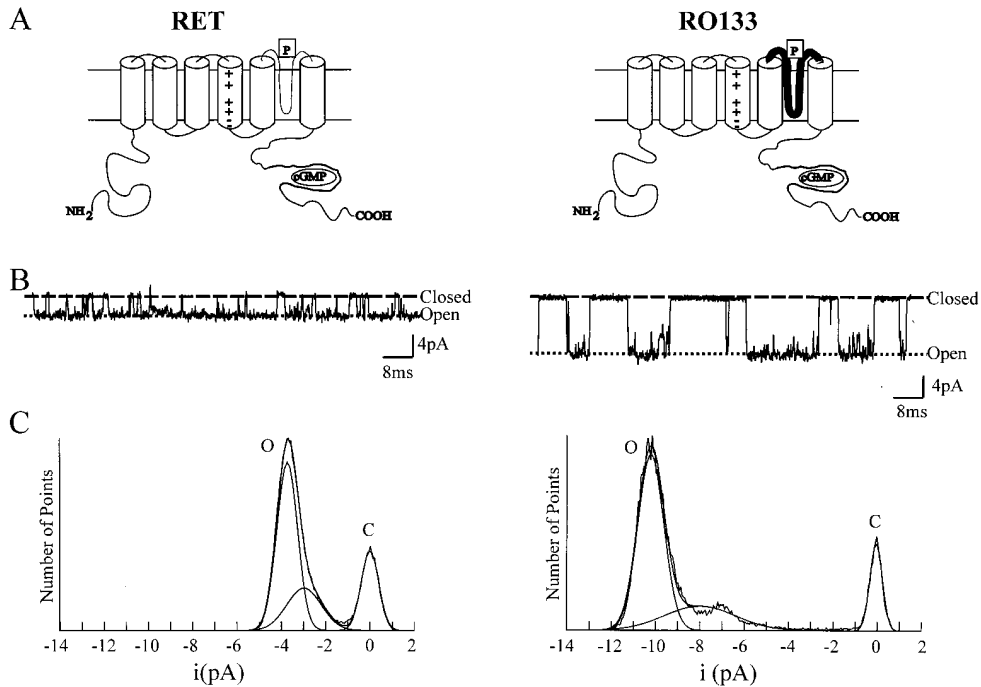 A
RET
RO133
P
P
+
+
+
++
-
+
+
+
++
-
cGMP
cGMP
NH2
COOH
NH2
COOH
B
Closed
Open
4pA
8ms
Closed
Open
4pA
8ms
C
Number of Points
O
C
-14 -12 -10 -8 -6 -4 -2 0 2
i(pA)
Number of Points
O
C
-14 -12 -10 -8 -6 -4 -2 0 2
i (pA)